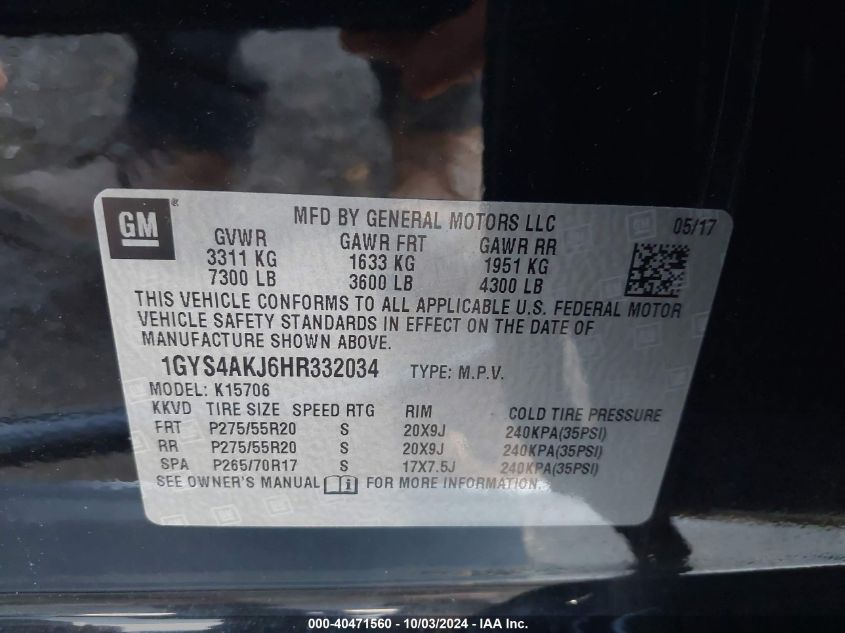 GM ®
MFD BY GENERAL MOTORS LLC
05/17
GVWR GAWR FRT GAWR RR
3311 KG 1633 KG 1951 KG
7300 LB 3600 LB 4300 LB
THIS VEHICLE CONFORMS TO ALL APPLICABLE U.S. FEDERAL MOTOR
VEHICLE SAFETY STANDARDS IN EFFECT ON THE DATE OF
MANUFACTURE SHOWN ABOVE.
1GYS4AKJ6HR332034 TYPE: M.P.V.
MODEL: K15706
KKVD TIRE SIZE SPEED RTG RIM COLD TIRE PRESSURE
FRT P275/55R20 S 20X9J 240KPA(35PSI)
RR P275/55R20 S 20X9J 240KPA(35PSI)
SPA P265/70R17 S 17X7.5J 240KPA(35PSI)
SEE OWNER'S MANUAL i FOR MORE INFORMATION.
000-40471560 - 10/03/2024 - IAA, Inc.